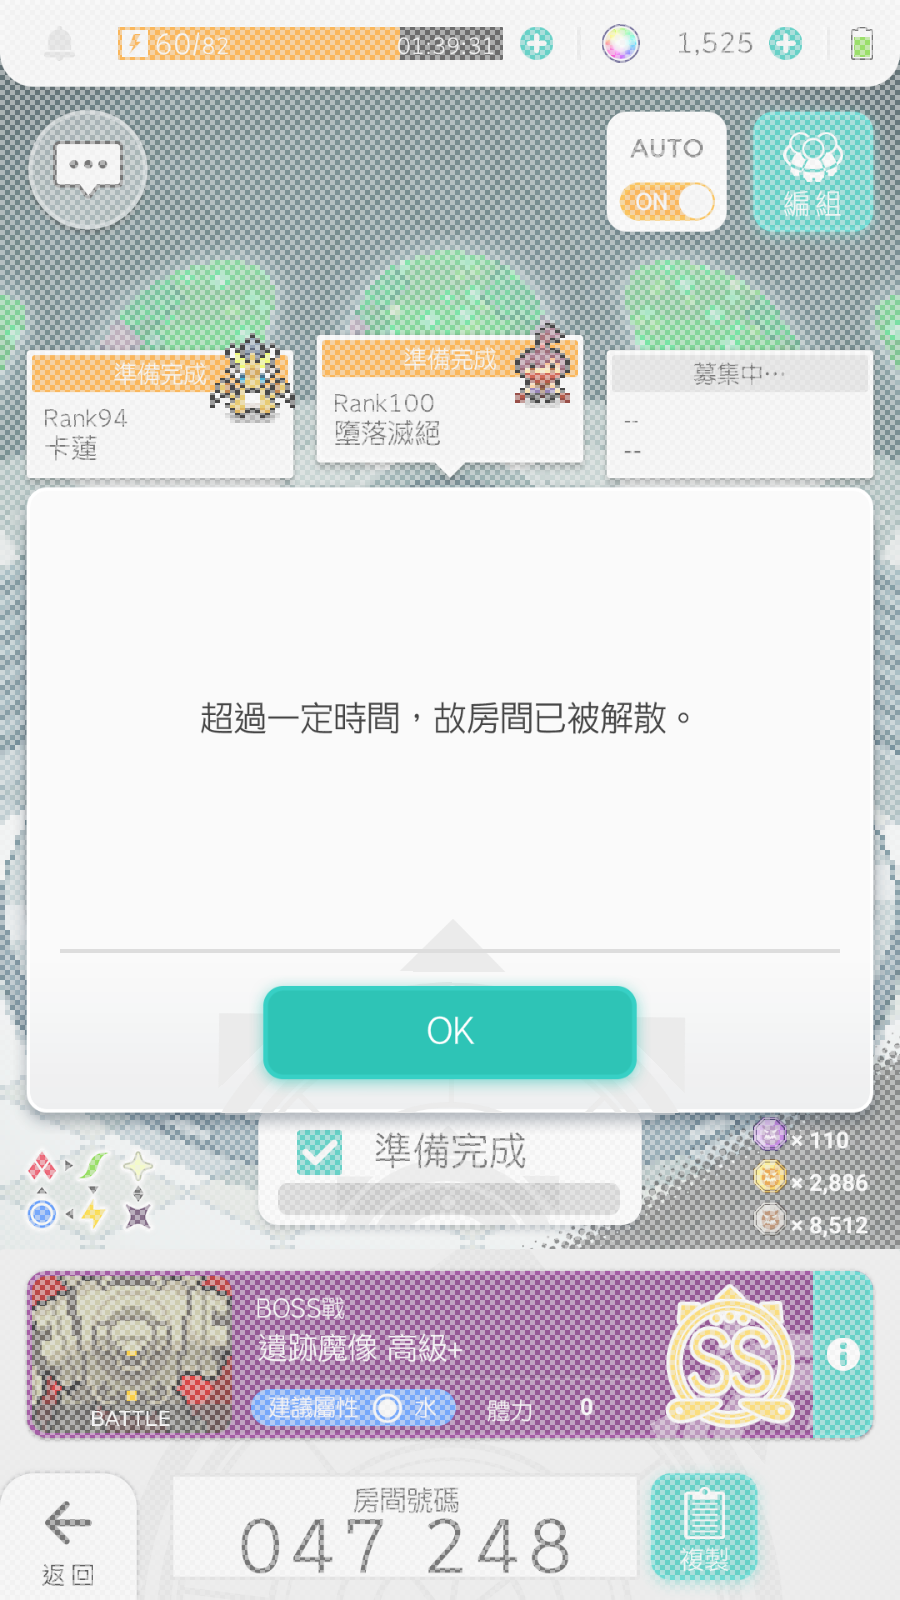 60/82
01:39:31
1,525
AUTO
ON
編組
準備完成
Rank94
卡蓮
準備完成
Rank100
墮落滅絕
募集中…
--
--
超過一定時間，故房間已被解散。
OK
準備完成
× 110
× 2,886
× 8,512
BATTLE
BOSS戰
遺跡魔像 高級+
建議屬性 水
體力 0
SS
返回
房間號碼
047 248
複製